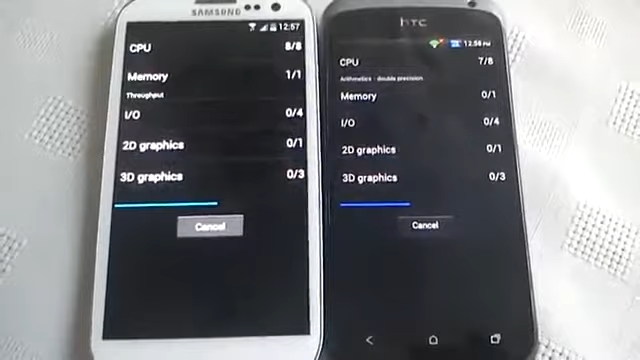 SAMSUNG
12:57
CPU 8/8
Memory 1/1
Throughput
I/O 0/4
2D graphics 0/1
3D graphics 0/3
Cancel
hTC
12:58 PM
CPU 7/8
Arithmetics - double precision
Memory 0/1
I/O 0/4
2D graphics 0/1
3D graphics 0/3
Cancel